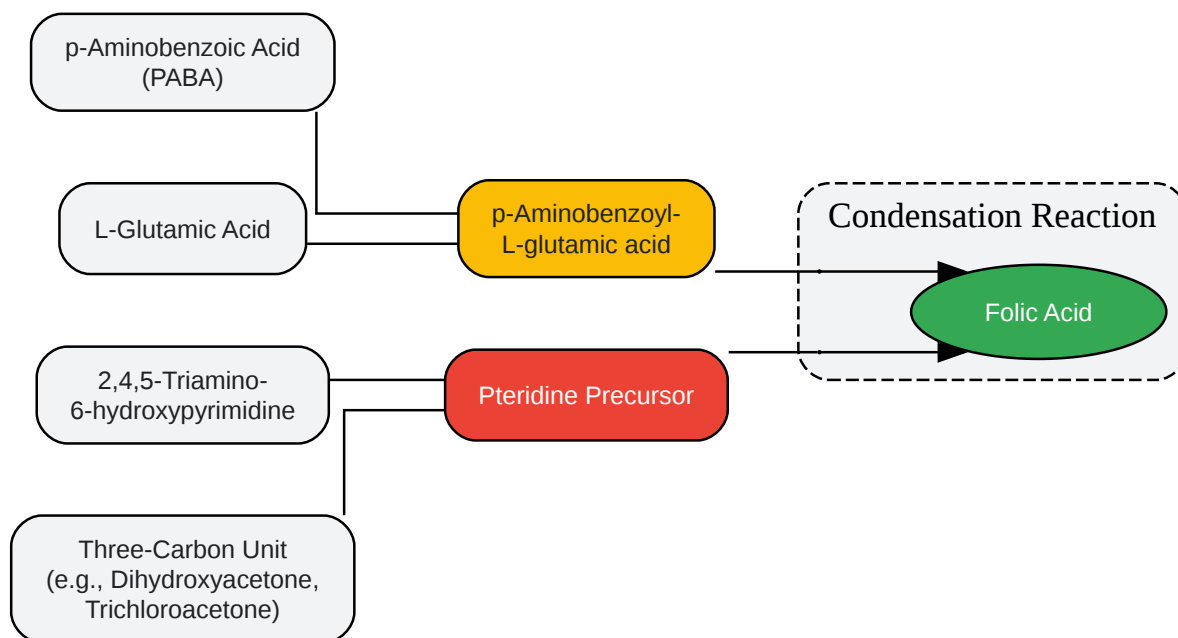 p-Aminobenzoic Acid
(PABA)
L-Glutamic Acid
p-Aminobenzoyl-
L-glutamic acid
Condensation Reaction
Folic Acid
2,4,5-Triamino-
6-hydroxypyrimidine
Pteridine Precursor
Three-Carbon Unit
(e.g., Dihydroxyacetone,
Trichloroacetone)